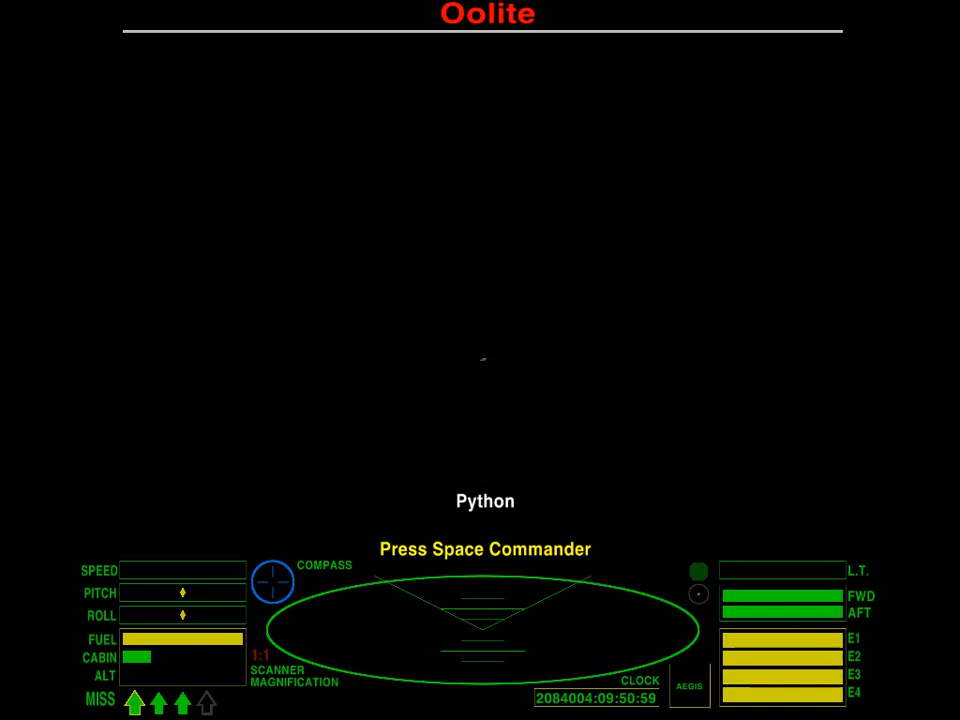 Oolite
Python
Press Space Commander
SPEED
PITCH
ROLL
FUEL
CABIN
ALT
MISS
COMPASS
1:1
SCANNER
MAGNIFICATION
CLOCK
2084004:09:50:59
AEGIS
L.T.
FWD
AFT
E1
E2
E3
E4